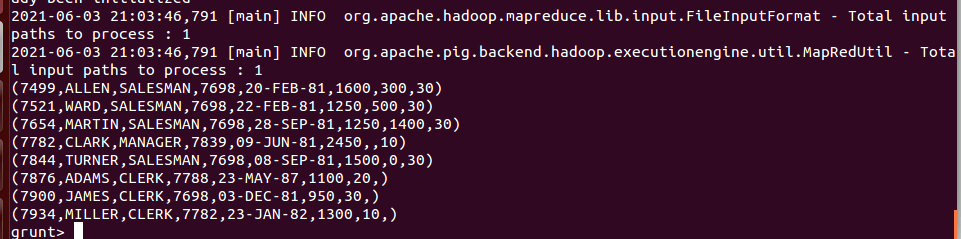 2021-06-03 21:03:46,791 [main] INFO  org.apache.hadoop.mapreduce.lib.input.FileInputFormat - Total input
paths to process : 1
2021-06-03 21:03:46,791 [main] INFO  org.apache.pig.backend.hadoop.executionengine.util.MapRedUtil - Tota
l input paths to process : 1
(7499,ALLEN,SALESMAN,7698,20-FEB-81,1600,300,30)
(7521,WARD,SALESMAN,7698,22-FEB-81,1250,500,30)
(7654,MARTIN,SALESMAN,7698,28-SEP-81,1250,1400,30)
(7782,CLARK,MANAGER,7839,09-JUN-81,2450,,10)
(7844,TURNER,SALESMAN,7698,08-SEP-81,1500,0,30)
(7876,ADAMS,CLERK,7788,23-MAY-87,1100,20,)
(7900,JAMES,CLERK,7698,03-DEC-81,950,30,)
(7934,MILLER,CLERK,7782,23-JAN-82,1300,10,)
grunt>